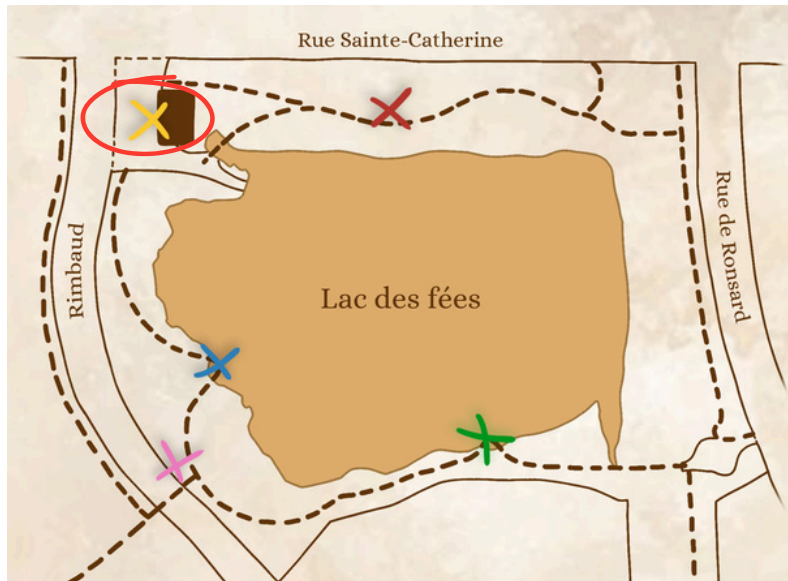 Rue Sainte-Catherine
Rimbaud
Lac des fées
Rue de Ronsard